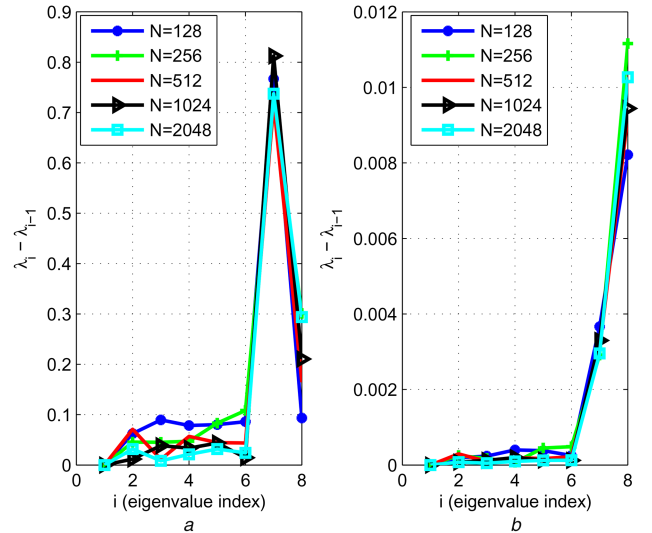 0.9
0.8
0.7
0.6
0.5
0.4
0.3
0.2
0.1
0
λi − λi−1
N=128
N=256
N=512
N=1024
N=2048
0 2 4 6 8
i (eigenvalue index)
a
0.012
0.01
0.008
0.006
0.004
0.002
0
λi − λi−1
N=128
N=256
N=512
N=1024
N=2048
0 2 4 6 8
i (eigenvalue index)
b